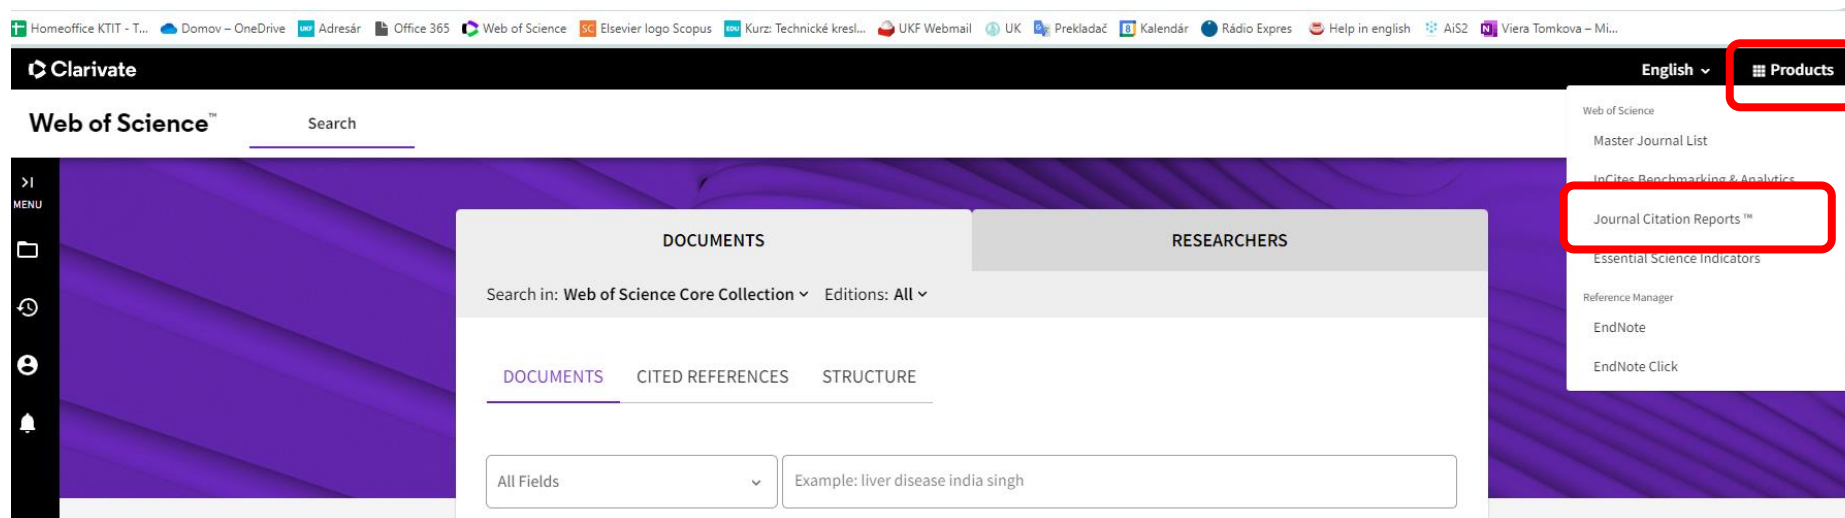 Homeoffice KTIT - T... Domov – OneDrive Adresár Office 365 Web of Science Elsevier logo Scopus Kurz: Technické kresl... UKF Webmail UK Prekladač Kalendár Rádio Expres Help in english AiS2 Viera Tomkova – Mi...
Clarivate English Products
Web of Science™ Search
Web of Science
Master Journal List
InCites Benchmarking & Analytics
Journal Citation Reports ™
Essential Science Indicators
Reference Manager
EndNote
EndNote Click
MENU
DOCUMENTS RESEARCHERS
Search in: Web of Science Core Collection Editions: All
DOCUMENTS CITED REFERENCES STRUCTURE
All Fields Example: liver disease india singh